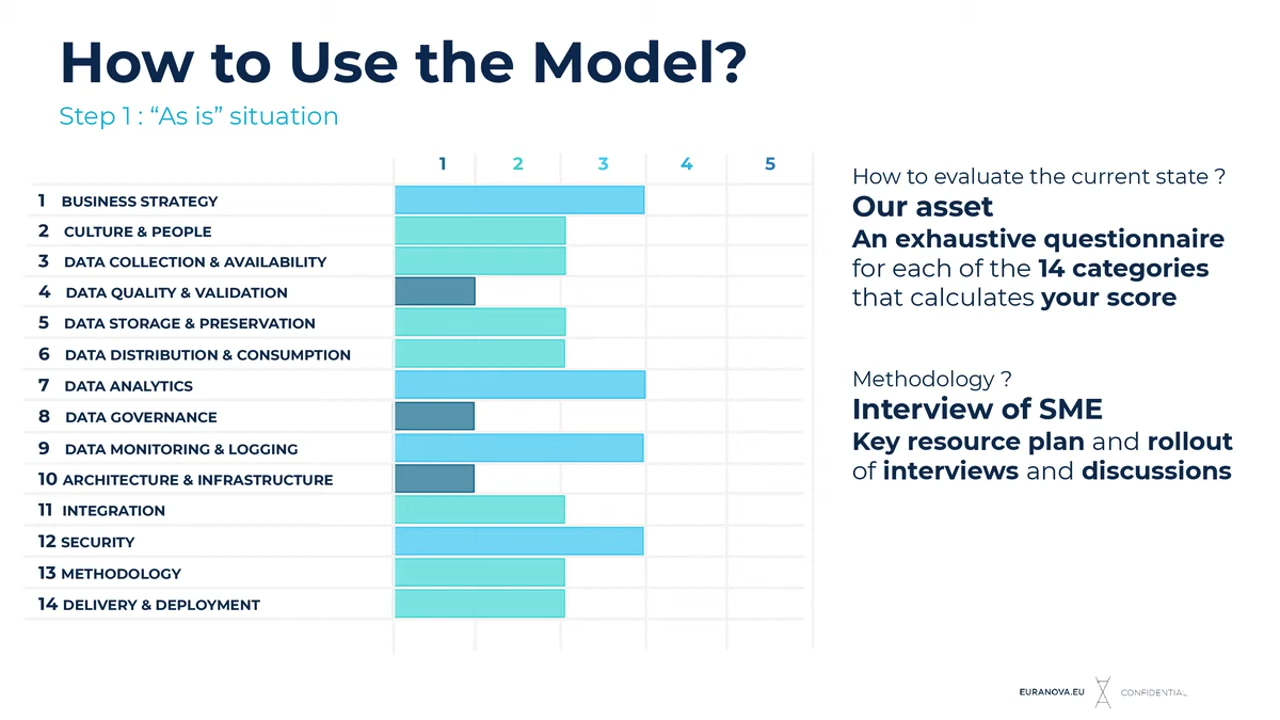 How to Use the Model?
Step 1 : “As is” situation
1 2 3 4 5
1 BUSINESS STRATEGY
2 CULTURE & PEOPLE
3 DATA COLLECTION & AVAILABILITY
4 DATA QUALITY & VALIDATION
5 DATA STORAGE & PRESERVATION
6 DATA DISTRIBUTION & CONSUMPTION
7 DATA ANALYTICS
8 DATA GOVERNANCE
9 DATA MONITORING & LOGGING
10 ARCHITECTURE & INFRASTRUCTURE
11 INTEGRATION
12 SECURITY
13 METHODOLOGY
14 DELIVERY & DEPLOYMENT
How to evaluate the current state ?
Our asset
An exhaustive questionnaire
for each of the 14 categories
that calculates your score
Methodology ?
Interview of SME
Key resource plan and rollout
of interviews and discussions
EURANOVA.EU CONFIDENTIAL